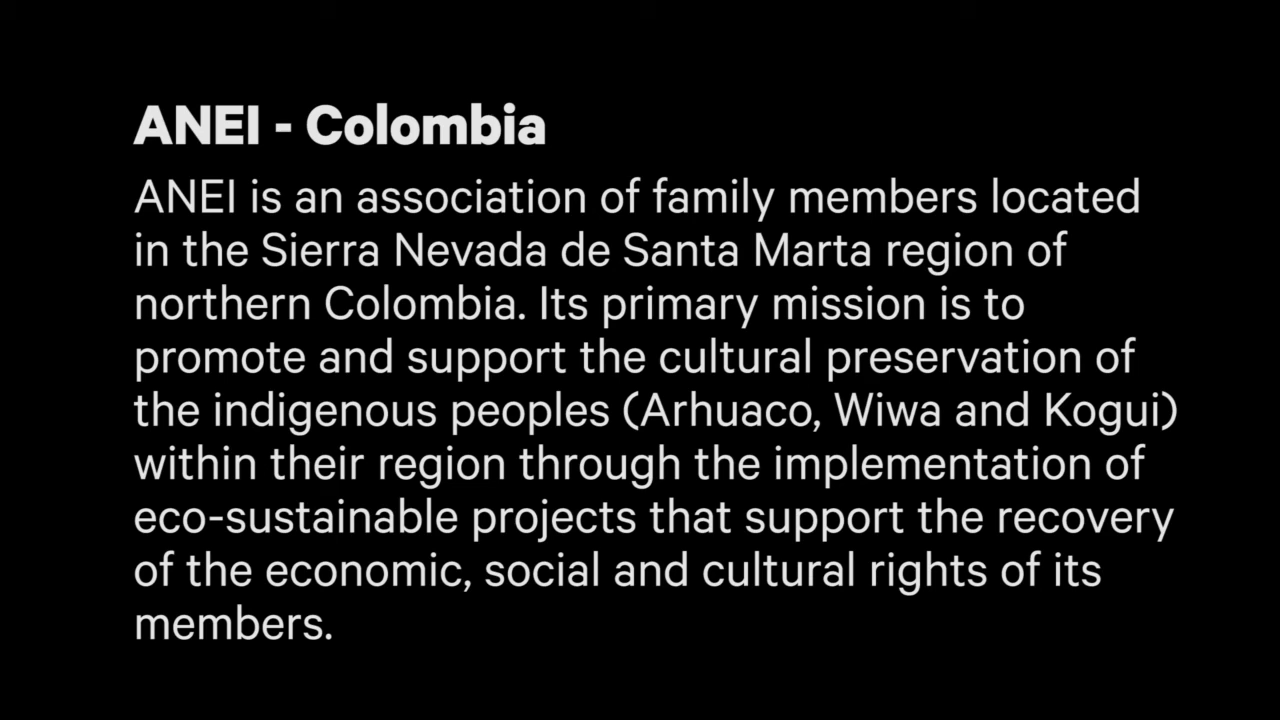 ANEI - Colombia
ANEI is an association of family members located
in the Sierra Nevada de Santa Marta region of
northern Colombia. Its primary mission is to
promote and support the cultural preservation of
the indigenous peoples (Arhuaco, Wiwa and Kogui)
within their region through the implementation of
eco-sustainable projects that support the recovery
of the economic, social and cultural rights of its
members.